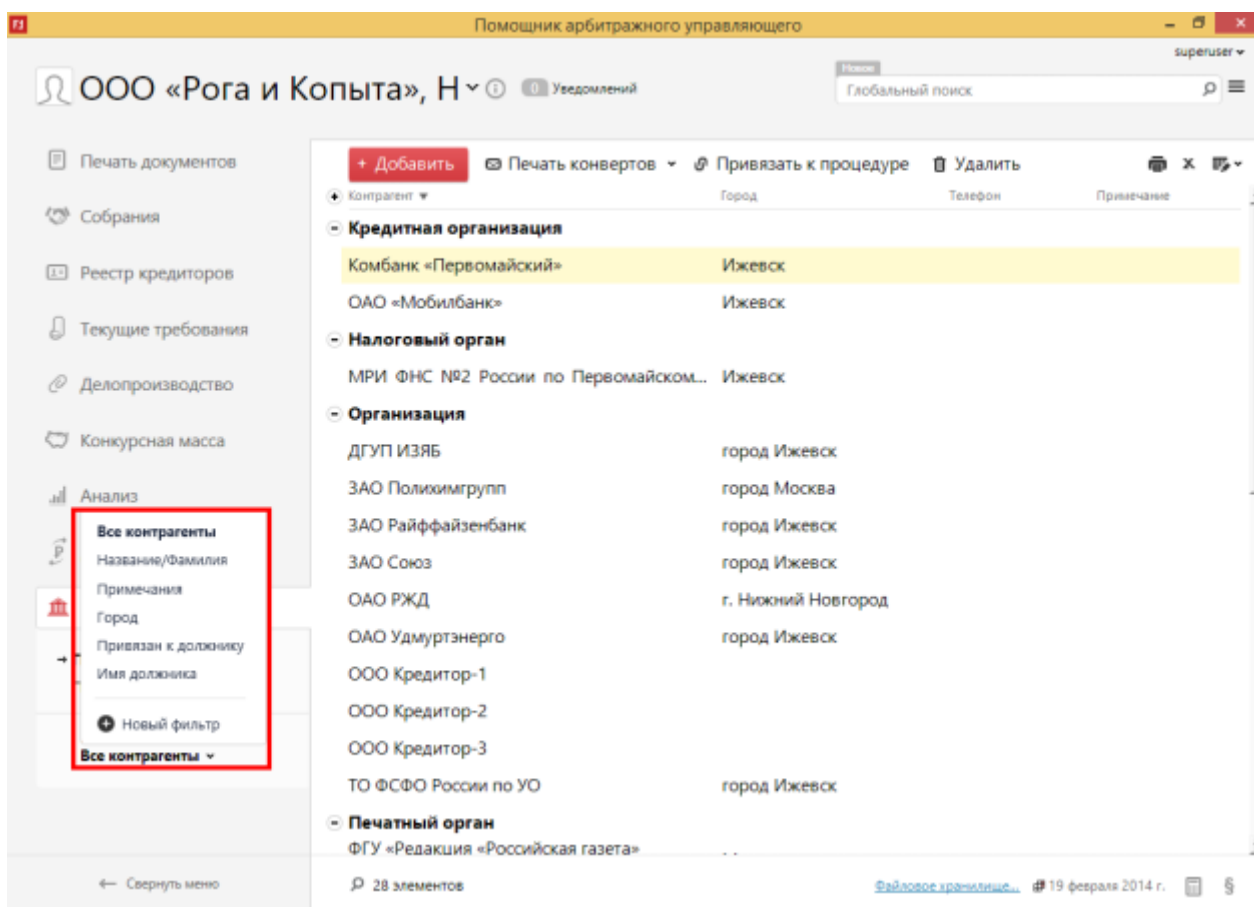 Помощник арбитражного управляющего
superuser
ООО «Рога и Копыта», Н
0 Уведомлений
Новое
Глобальный поиск
Печать документов
Собрания
Реестр кредиторов
Текущие требования
Делопроизводство
Конкурсная масса
Анализ
Все контрагенты
Название/Фамилия
Примечания
Город
Привязан к должнику
Имя должника
Новый фильтр
Все контрагенты
← Свернуть меню
+ Добавить Печать конвертов Привязать к процедуре Удалить
Контрагент Город Телефон Примечание
Кредитная организация
Комбанк «Первомайский» Ижевск
ОАО «Мобилбанк» Ижевск
Налоговый орган
МРИ ФНС №2 России по Первомайском... Ижевск
Организация
ДГУП ИЗЯБ город Ижевск
ЗАО Полихимгрупп город Москва
ЗАО Райффайзенбанк город Ижевск
ЗАО Союз город Ижевск
ОАО РЖД г. Нижний Новгород
ОАО Удмуртэнерго город Ижевск
ООО Кредитор-1
ООО Кредитор-2
ООО Кредитор-3
ТО ФСФО России по УО город Ижевск
Печатный орган
ФГУ «Редакция «Российская газета»
28 элементов Файловое хранилище... # 19 февраля 2014 г. §